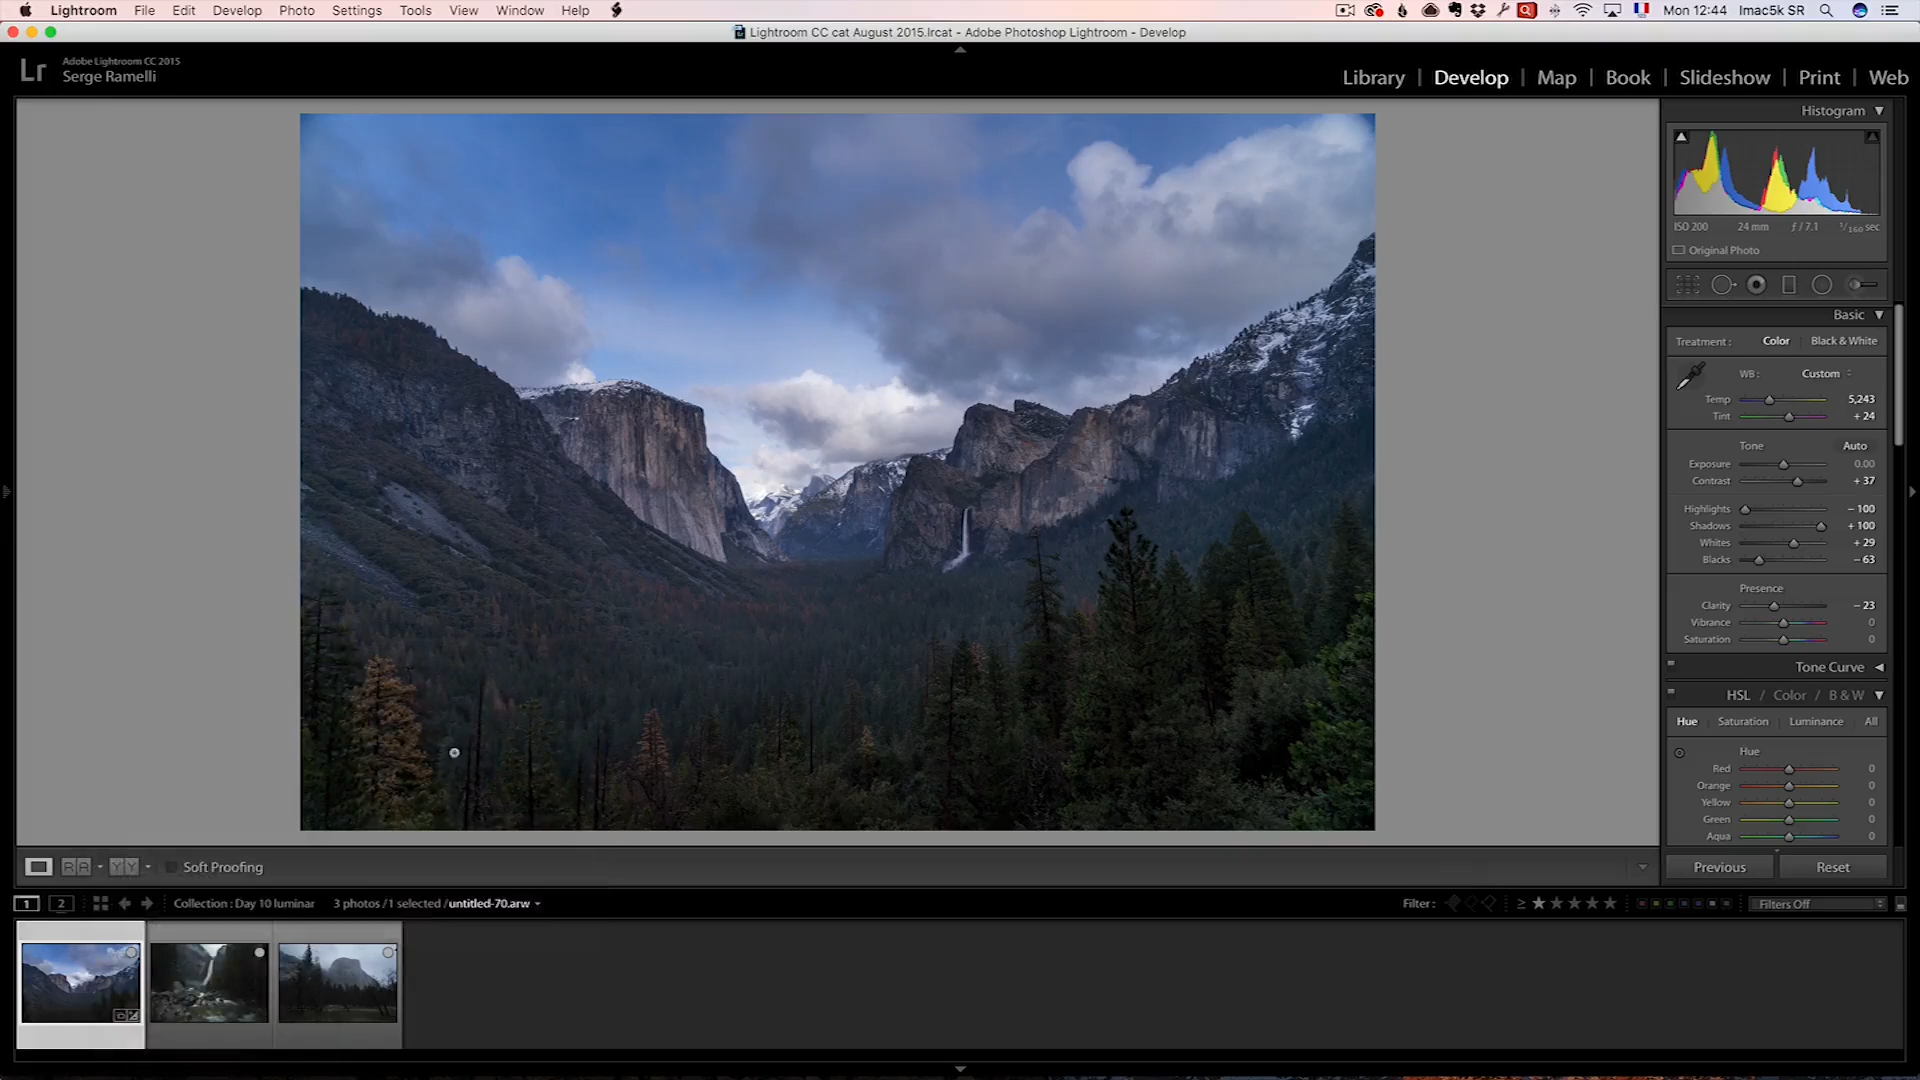 Lightroom File Edit Develop Photo Settings Tools View Window Help Mon 12:44 Imac5k SR
Lightroom CC cat August 2015.lrcat - Adobe Photoshop Lightroom - Develop
Lr Adobe Lightroom CC 2015
Serge Ramelli
Library | Develop | Map | Book | Slideshow | Print | Web
Histogram
ISO 200 24 mm ƒ / 7.1 1/160 sec
Original Photo
Basic
Treatment : Color Black & White
WB : Custom
Temp 5,243
Tint + 24
Tone Auto
Exposure 0.00
Contrast + 37
Highlights − 100
Shadows + 100
Whites + 29
Blacks − 63
Presence
Clarity − 23
Vibrance 0
Saturation 0
Tone Curve
HSL / Color / B & W
Hue Saturation Luminance All
Hue
Red 0
Orange 0
Yellow 0
Green 0
Aqua 0
Previous Reset
R A Y Y Soft Proofing
1 2 Collection : Day 10 luminar 3 photos / 1 selected / untitled-70.arw Filter : ≥ Filters Off